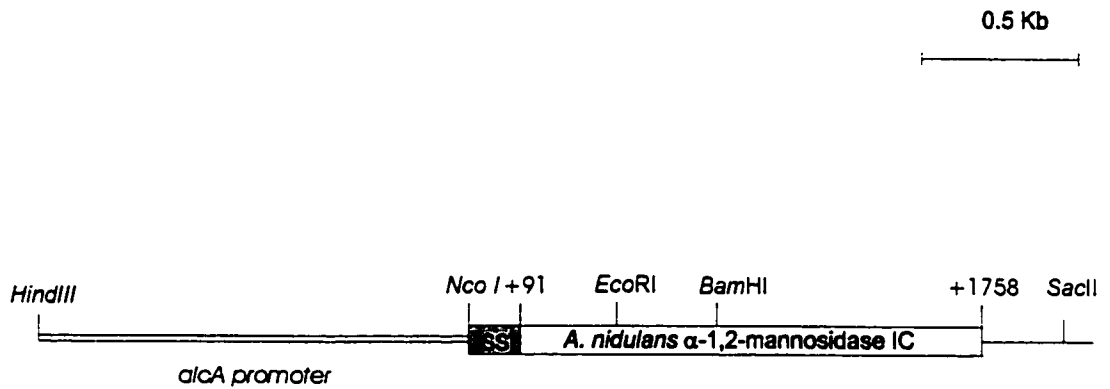 0.5 Kb
HindIII
Nco I
+91
EcoRI
BamHI
+1758
SacII
SS
A. nidulans α-1,2-mannosidase IC
alcA promoter